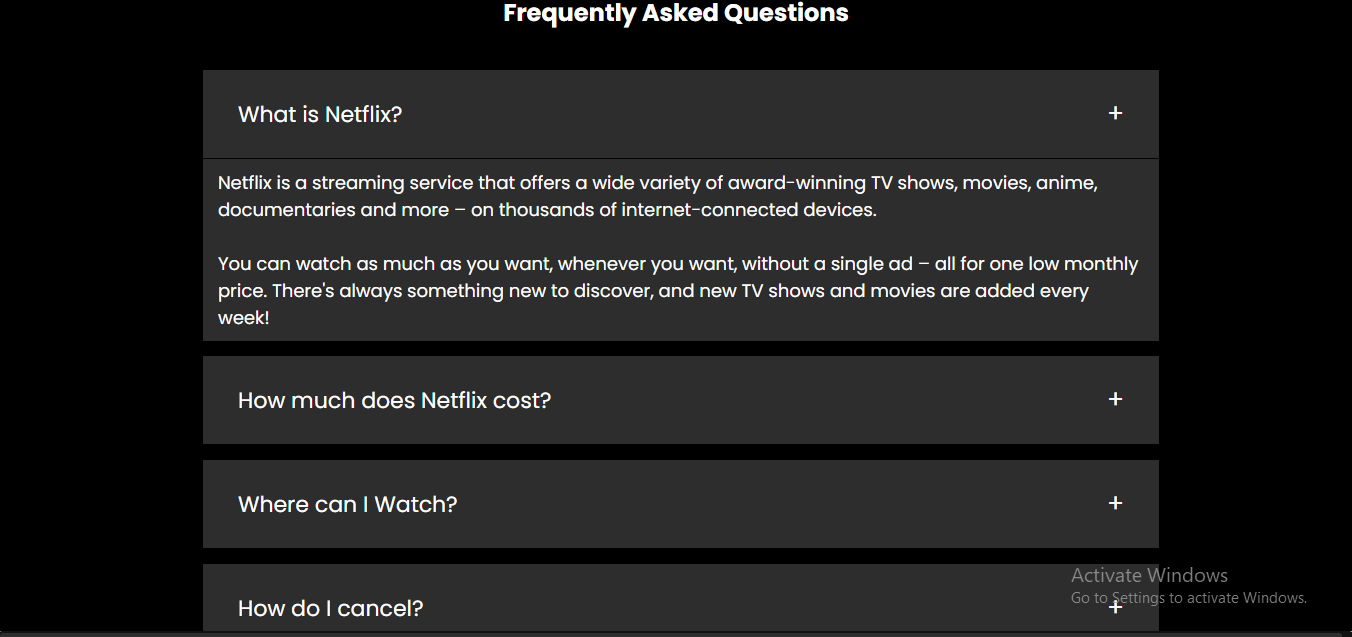 Frequently Asked Questions
What is Netflix?
+
Netflix is a streaming service that offers a wide variety of award-winning TV shows, movies, anime,
documentaries and more – on thousands of internet-connected devices.
You can watch as much as you want, whenever you want, without a single ad – all for one low monthly
price. There's always something new to discover, and new TV shows and movies are added every
week!
How much does Netflix cost?
+
Where can I Watch?
+
How do I cancel?
+
Activate Windows
Go to Settings to activate Windows.